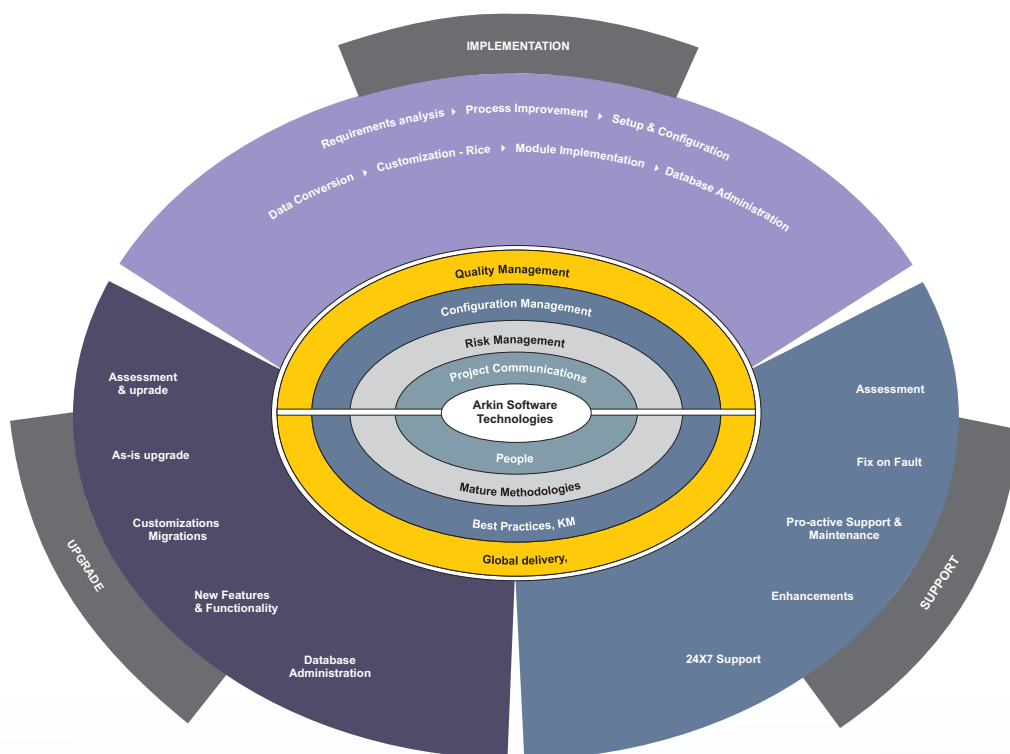 IMPLEMENTATION
Requirements analysis
Process Improvement
Setup & Configuration
Data Conversion
Customization - Rice
Module Implementation
Database Administration
Quality Management
Configuration Management
Risk Management
Project Communications
Arkin Software
Technologies
People
Mature Methodologies
Best Practices, KM
Global delivery,
UPGRADE
Assessment
& uprade
As-is upgrade
Customizations
Migrations
New Features
& Functionality
Database
Administration
SUPPORT
Assessment
Fix on Fault
Pro-active Support &
Maintenance
Enhancements
24X7 Support